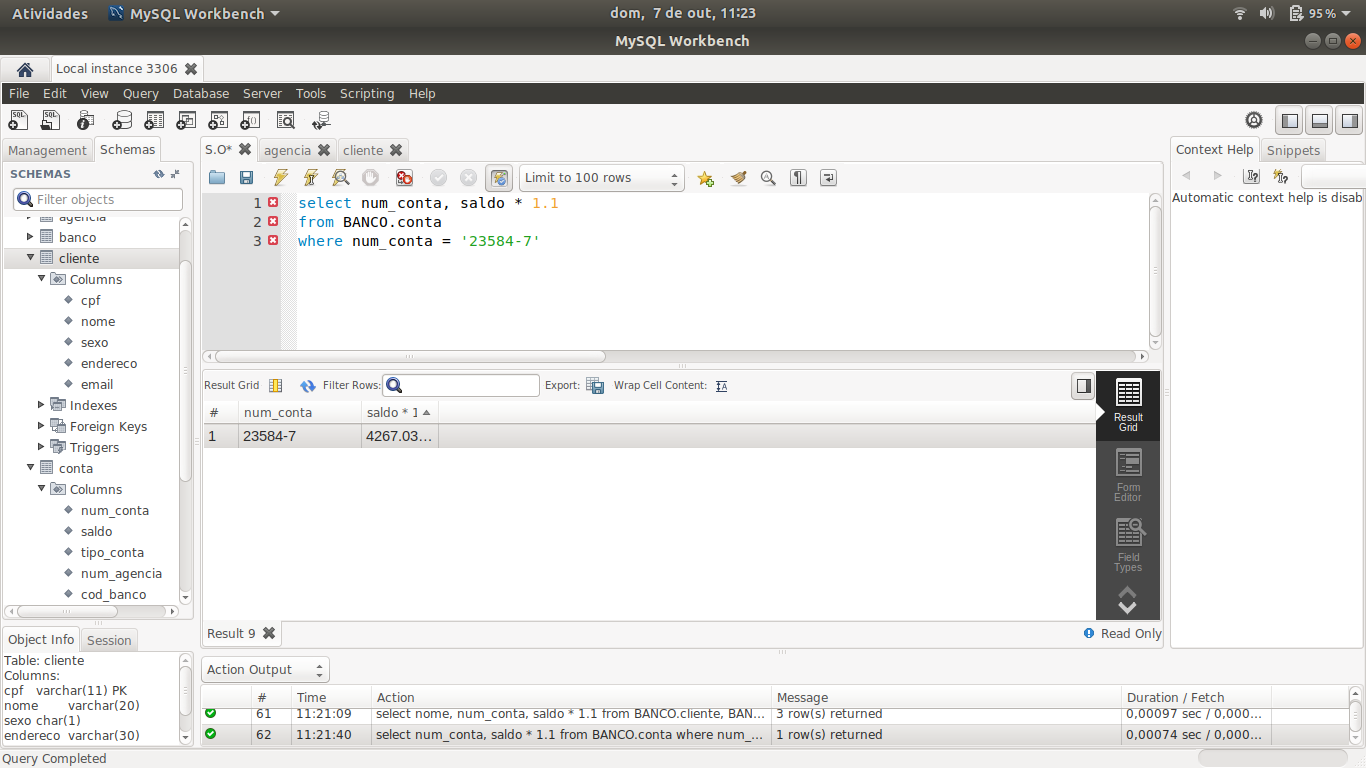 Atividades MySQL Workbench dom, 7 de out, 11:23 95%
MySQL Workbench
Local instance 3306
File Edit View Query Database Server Tools Scripting Help
Management Schemas
S.O* agencia cliente
Context Help Snippets
SCHEMAS
Limit to 100 rows
Filter objects
Automatic context help is disab
agencia
banco
cliente
Columns
cpf
nome
sexo
endereco
email
Indexes
Foreign Keys
Triggers
conta
Columns
num_conta
saldo
tipo_conta
num_agencia
cod_banco
1 select num_conta, saldo * 1.1
2 from BANCO.conta
3 where num_conta = '23584-7'
Result Grid Filter Rows: Export: Wrap Cell Content:
# num_conta saldo * 1
1 23584-7 4267.03...
Result
Grid
Form
Editor
Field
Types
Result 9 Read Only
Object Info Session
Table: cliente
Columns:
cpf varchar(11) PK
nome varchar(20)
sexo char(1)
endereco varchar(30)
Action Output
# Time Action Message Duration / Fetch
61 11:21:09 select nome, num_conta, saldo * 1.1 from BANCO.cliente, BAN... 3 row(s) returned 0,00097 sec / 0,000...
62 11:21:40 select num_conta, saldo * 1.1 from BANCO.conta where num_... 1 row(s) returned 0,00074 sec / 0,000...
Query Completed